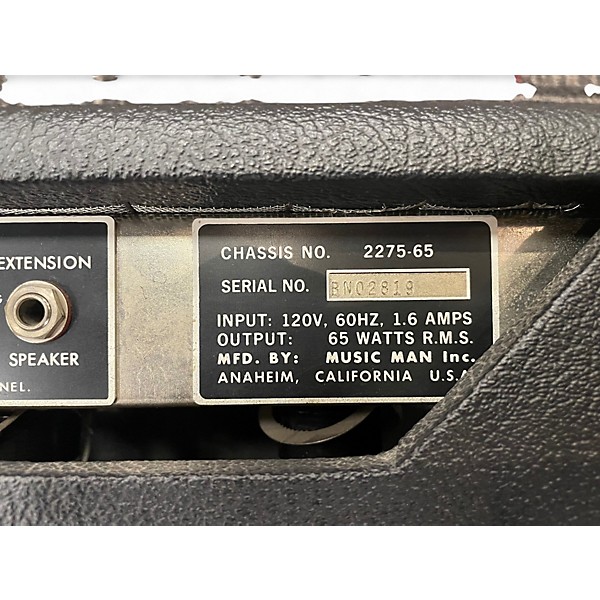 EXTENSION
SPEAKER
NEL.
CHASSIS NO. 2275-65
SERIAL NO. BN02819
INPUT: 120V, 60HZ, 1.6 AMPS
OUTPUT: 65 WATTS R.M.S.
MFD. BY: MUSIC MAN Inc.
ANAHEIM, CALIFORNIA U.S.A